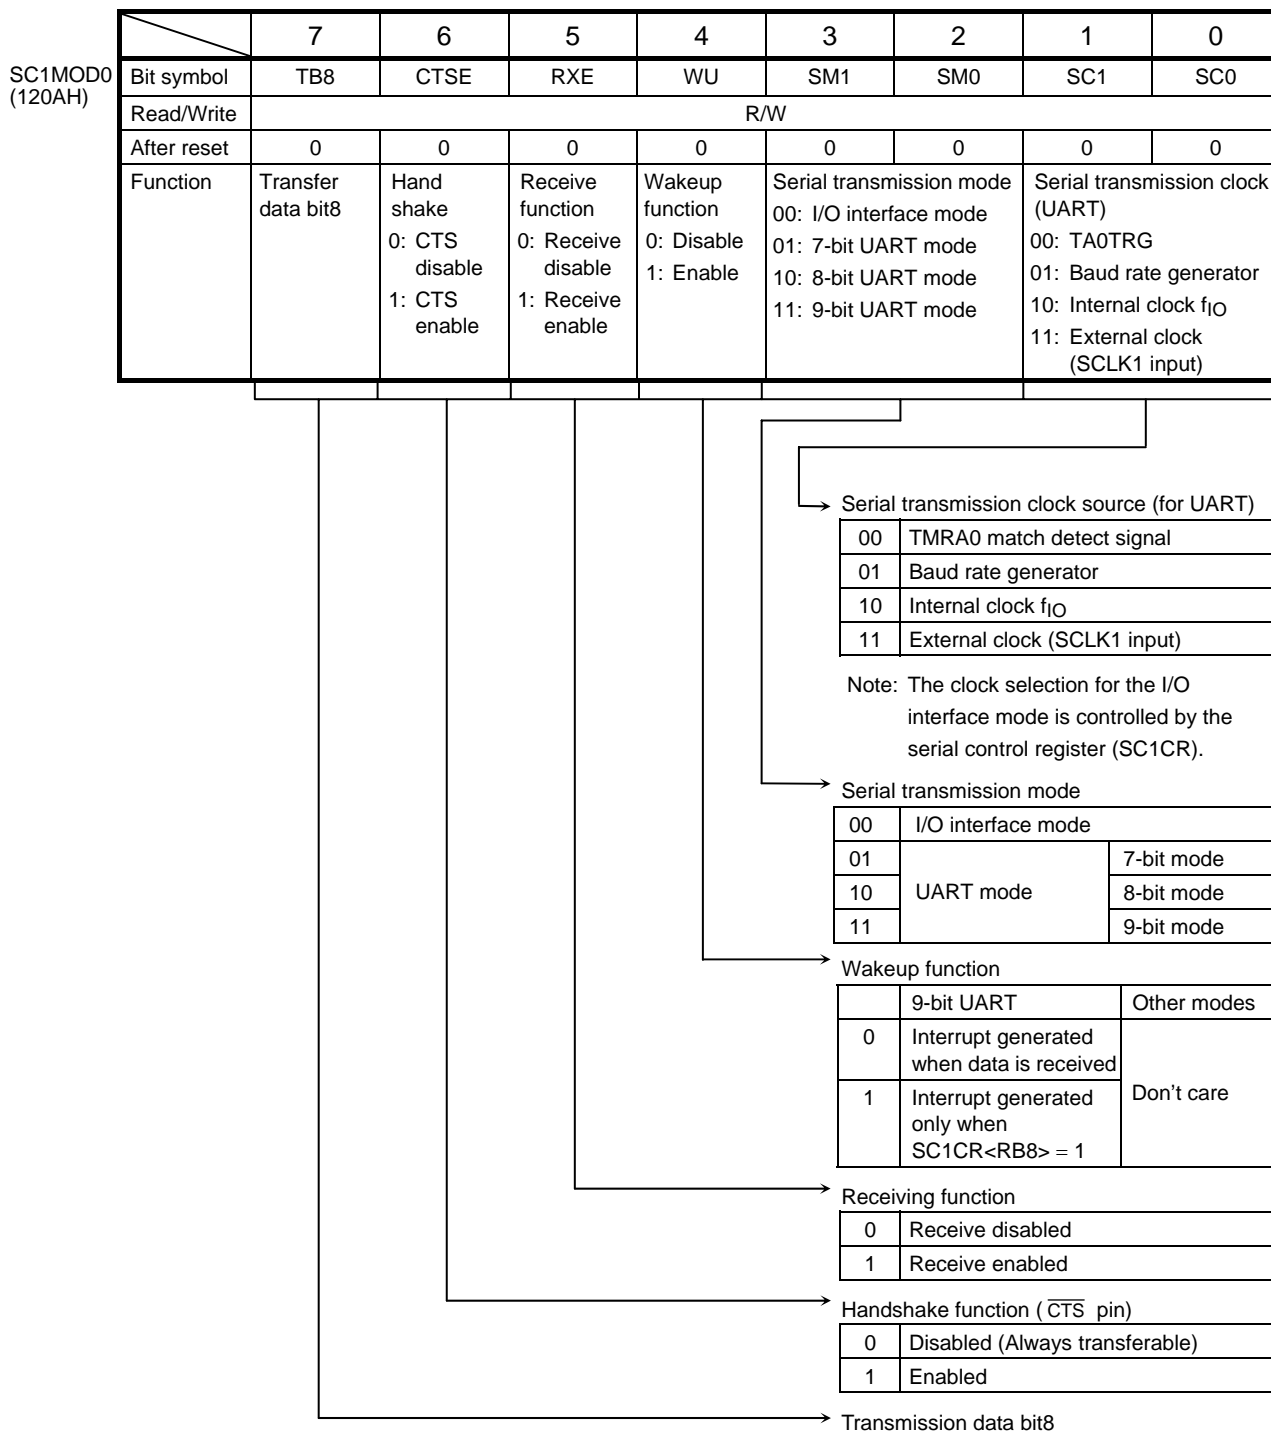 7 6 5 4 3 2 1 0
SC1MOD0
(120AH)
Bit symbol TB8 CTSE RXE WU SM1 SM0 SC1 SC0
Read/Write R/W
After reset 0 0 0 0 0 0 0 0
Function
Transfer
data bit8
Hand
shake
0: CTS
disable
1: CTS
enable
Receive
function
0: Receive
disable
1: Receive
enable
Wakeup
function
0: Disable
1: Enable
Serial transmission mode
00: I/O interface mode
01: 7-bit UART mode
10: 8-bit UART mode
11: 9-bit UART mode
Serial transmission clock
(UART)
00: TA0TRG
01: Baud rate generator
10: Internal clock fIO
11: External clock
(SCLK1 input)
Serial transmission clock source (for UART)
00 TMRA0 match detect signal
01 Baud rate generator
10 Internal clock fIO
11 External clock (SCLK1 input)
Note: The clock selection for the I/O
interface mode is controlled by the
serial control register (SC1CR).
Serial transmission mode
00 I/O interface mode
01 7-bit mode
10 UART mode 8-bit mode
11 9-bit mode
Wakeup function
9-bit UART Other modes
0 Interrupt generated
when data is received
Don't care
1 Interrupt generated
only when
SC1CR<RB8> = 1
Receiving function
0 Receive disabled
1 Receive enabled
Handshake function (C̅T̅S̅ pin)
0 Disabled (Always transferable)
1 Enabled
Transmission data bit8